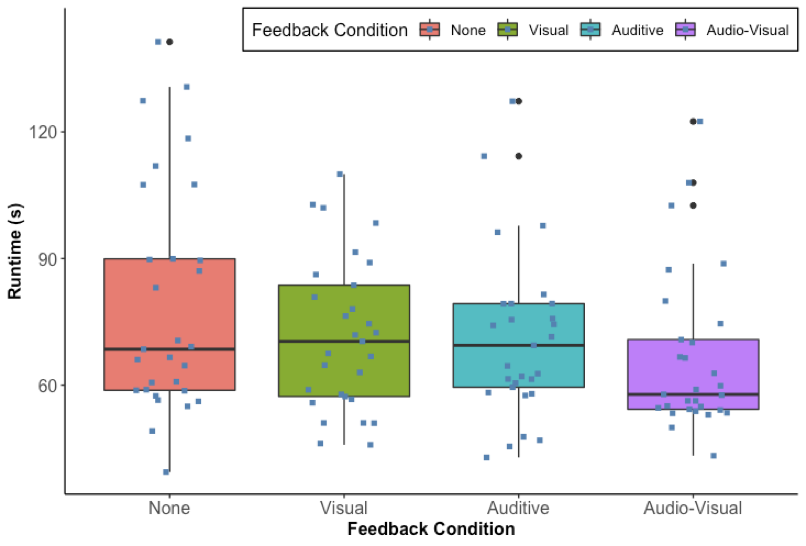 Feedback Condition None Visual Auditive Audio-Visual
120
90
60
Runtime (s)
None Visual Auditive Audio-Visual
Feedback Condition